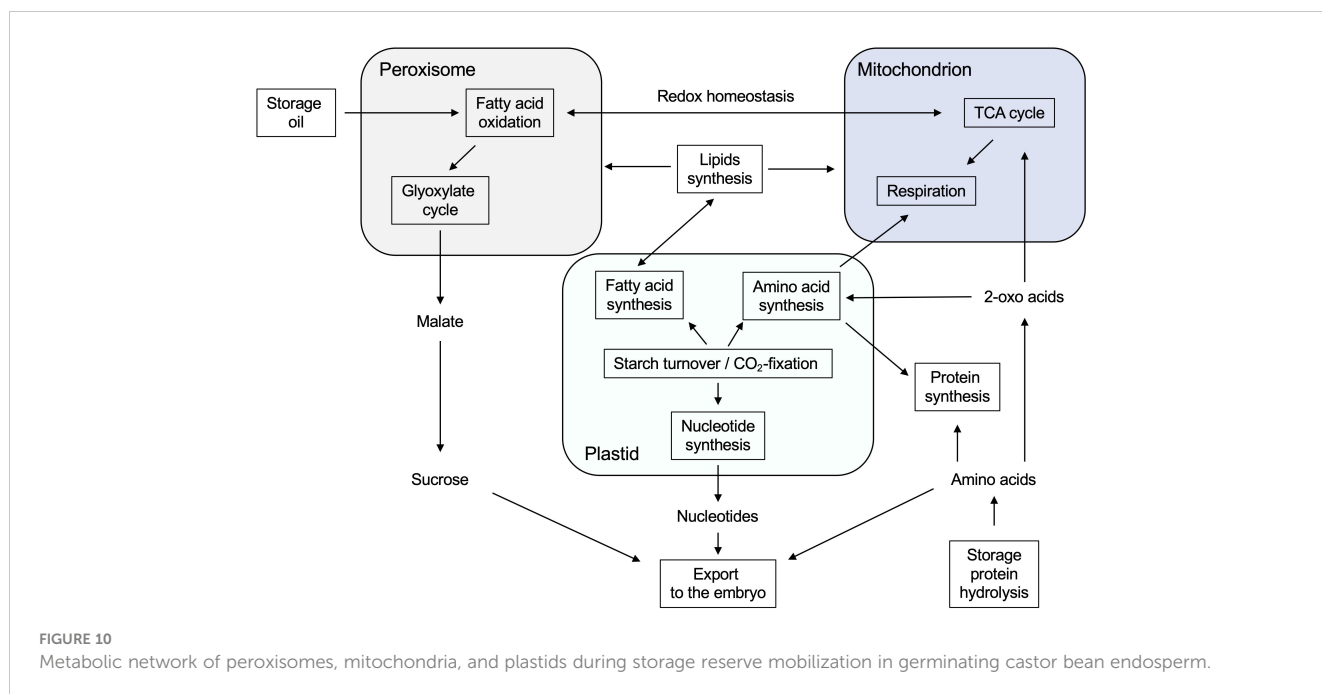 Peroxisome
Mitochondrion
Storage
oil
Fatty acid
oxidation
Redox homeostasis
TCA cycle
Lipids
synthesis
Glyoxylate
cycle
Respiration
Fatty acid
synthesis
Amino acid
synthesis
2-oxo acids
Malate
Starch turnover / CO₂-fixation
Protein
synthesis
Nucleotide
synthesis
Plastid
Sucrose
Amino acids
Nucleotides
Export
to the embryo
Storage
protein
hydrolysis
FIGURE 10
Metabolic network of peroxisomes, mitochondria, and plastids during storage reserve mobilization in germinating castor bean endosperm.